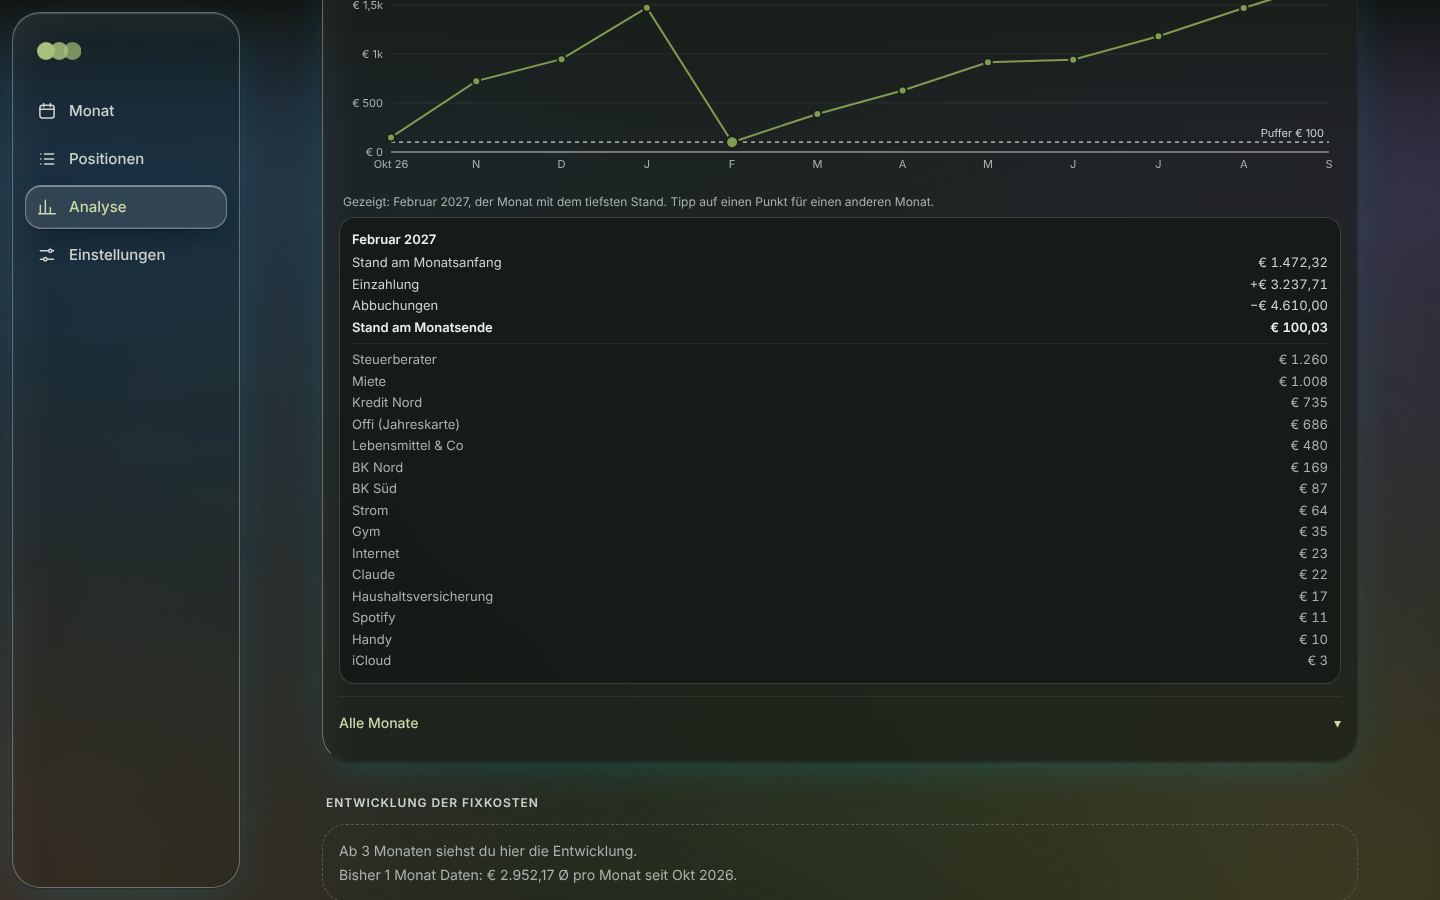 Monat
Positionen
Analyse
Einstellungen
€ 1,5k
€ 1k
€ 500
€ 0
Puffer € 100
Okt 26 N D J F M A M J J A S
Gezeigt: Februar 2027, der Monat mit dem tiefsten Stand. Tipp auf einen Punkt für einen anderen Monat.
Februar 2027
Stand am Monatsanfang € 1.472,32
Einzahlung +€ 3.237,71
Abbuchungen −€ 4.610,00
Stand am Monatsende € 100,03
Steuerberater € 1.260
Miete € 1.008
Kredit Nord € 735
Offi (Jahreskarte) € 686
Lebensmittel & Co € 480
BK Nord € 169
BK Süd € 87
Strom € 64
Gym € 35
Internet € 23
Claude € 22
Haushaltsversicherung € 17
Spotify € 11
Handy € 10
iCloud € 3
Alle Monate
ENTWICKLUNG DER FIXKOSTEN
Ab 3 Monaten siehst du hier die Entwicklung.
Bisher 1 Monat Daten: € 2.952,17 Ø pro Monat seit Okt 2026.